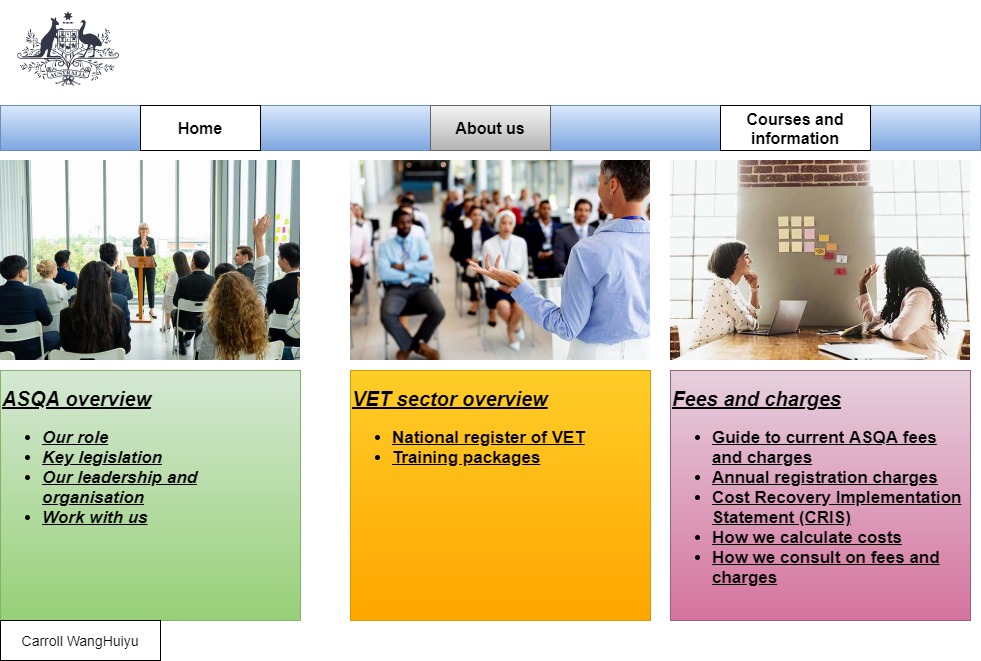 AUSTRALIA
Home
About us
Courses and
information
ASQA overview
Our role
Key legislation
Our leadership and
organisation
Work with us
VET sector overview
National register of VET
Training packages
Fees and charges
Guide to current ASQA fees
and charges
Annual registration charges
Cost Recovery Implementation
Statement (CRIS)
How we calculate costs
How we consult on fees and
charges
Carroll WangHuiyu